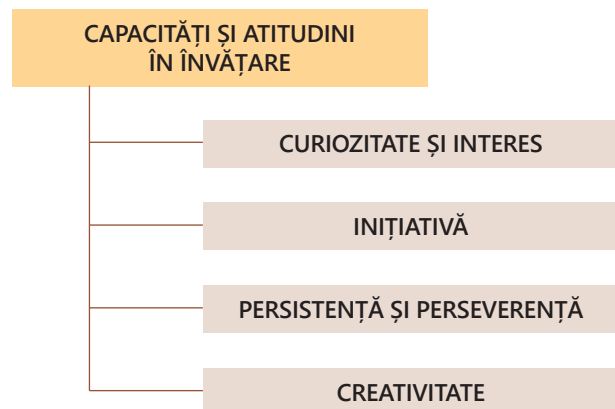 CAPACITĂȚI ȘI ATITUDINI
ÎN ÎNVĂȚARE
CURIOZITATE ȘI INTERES
INIȚIATIVĂ
PERSISTENȚĂ ȘI PERSEVERENȚĂ
CREATIVITATE